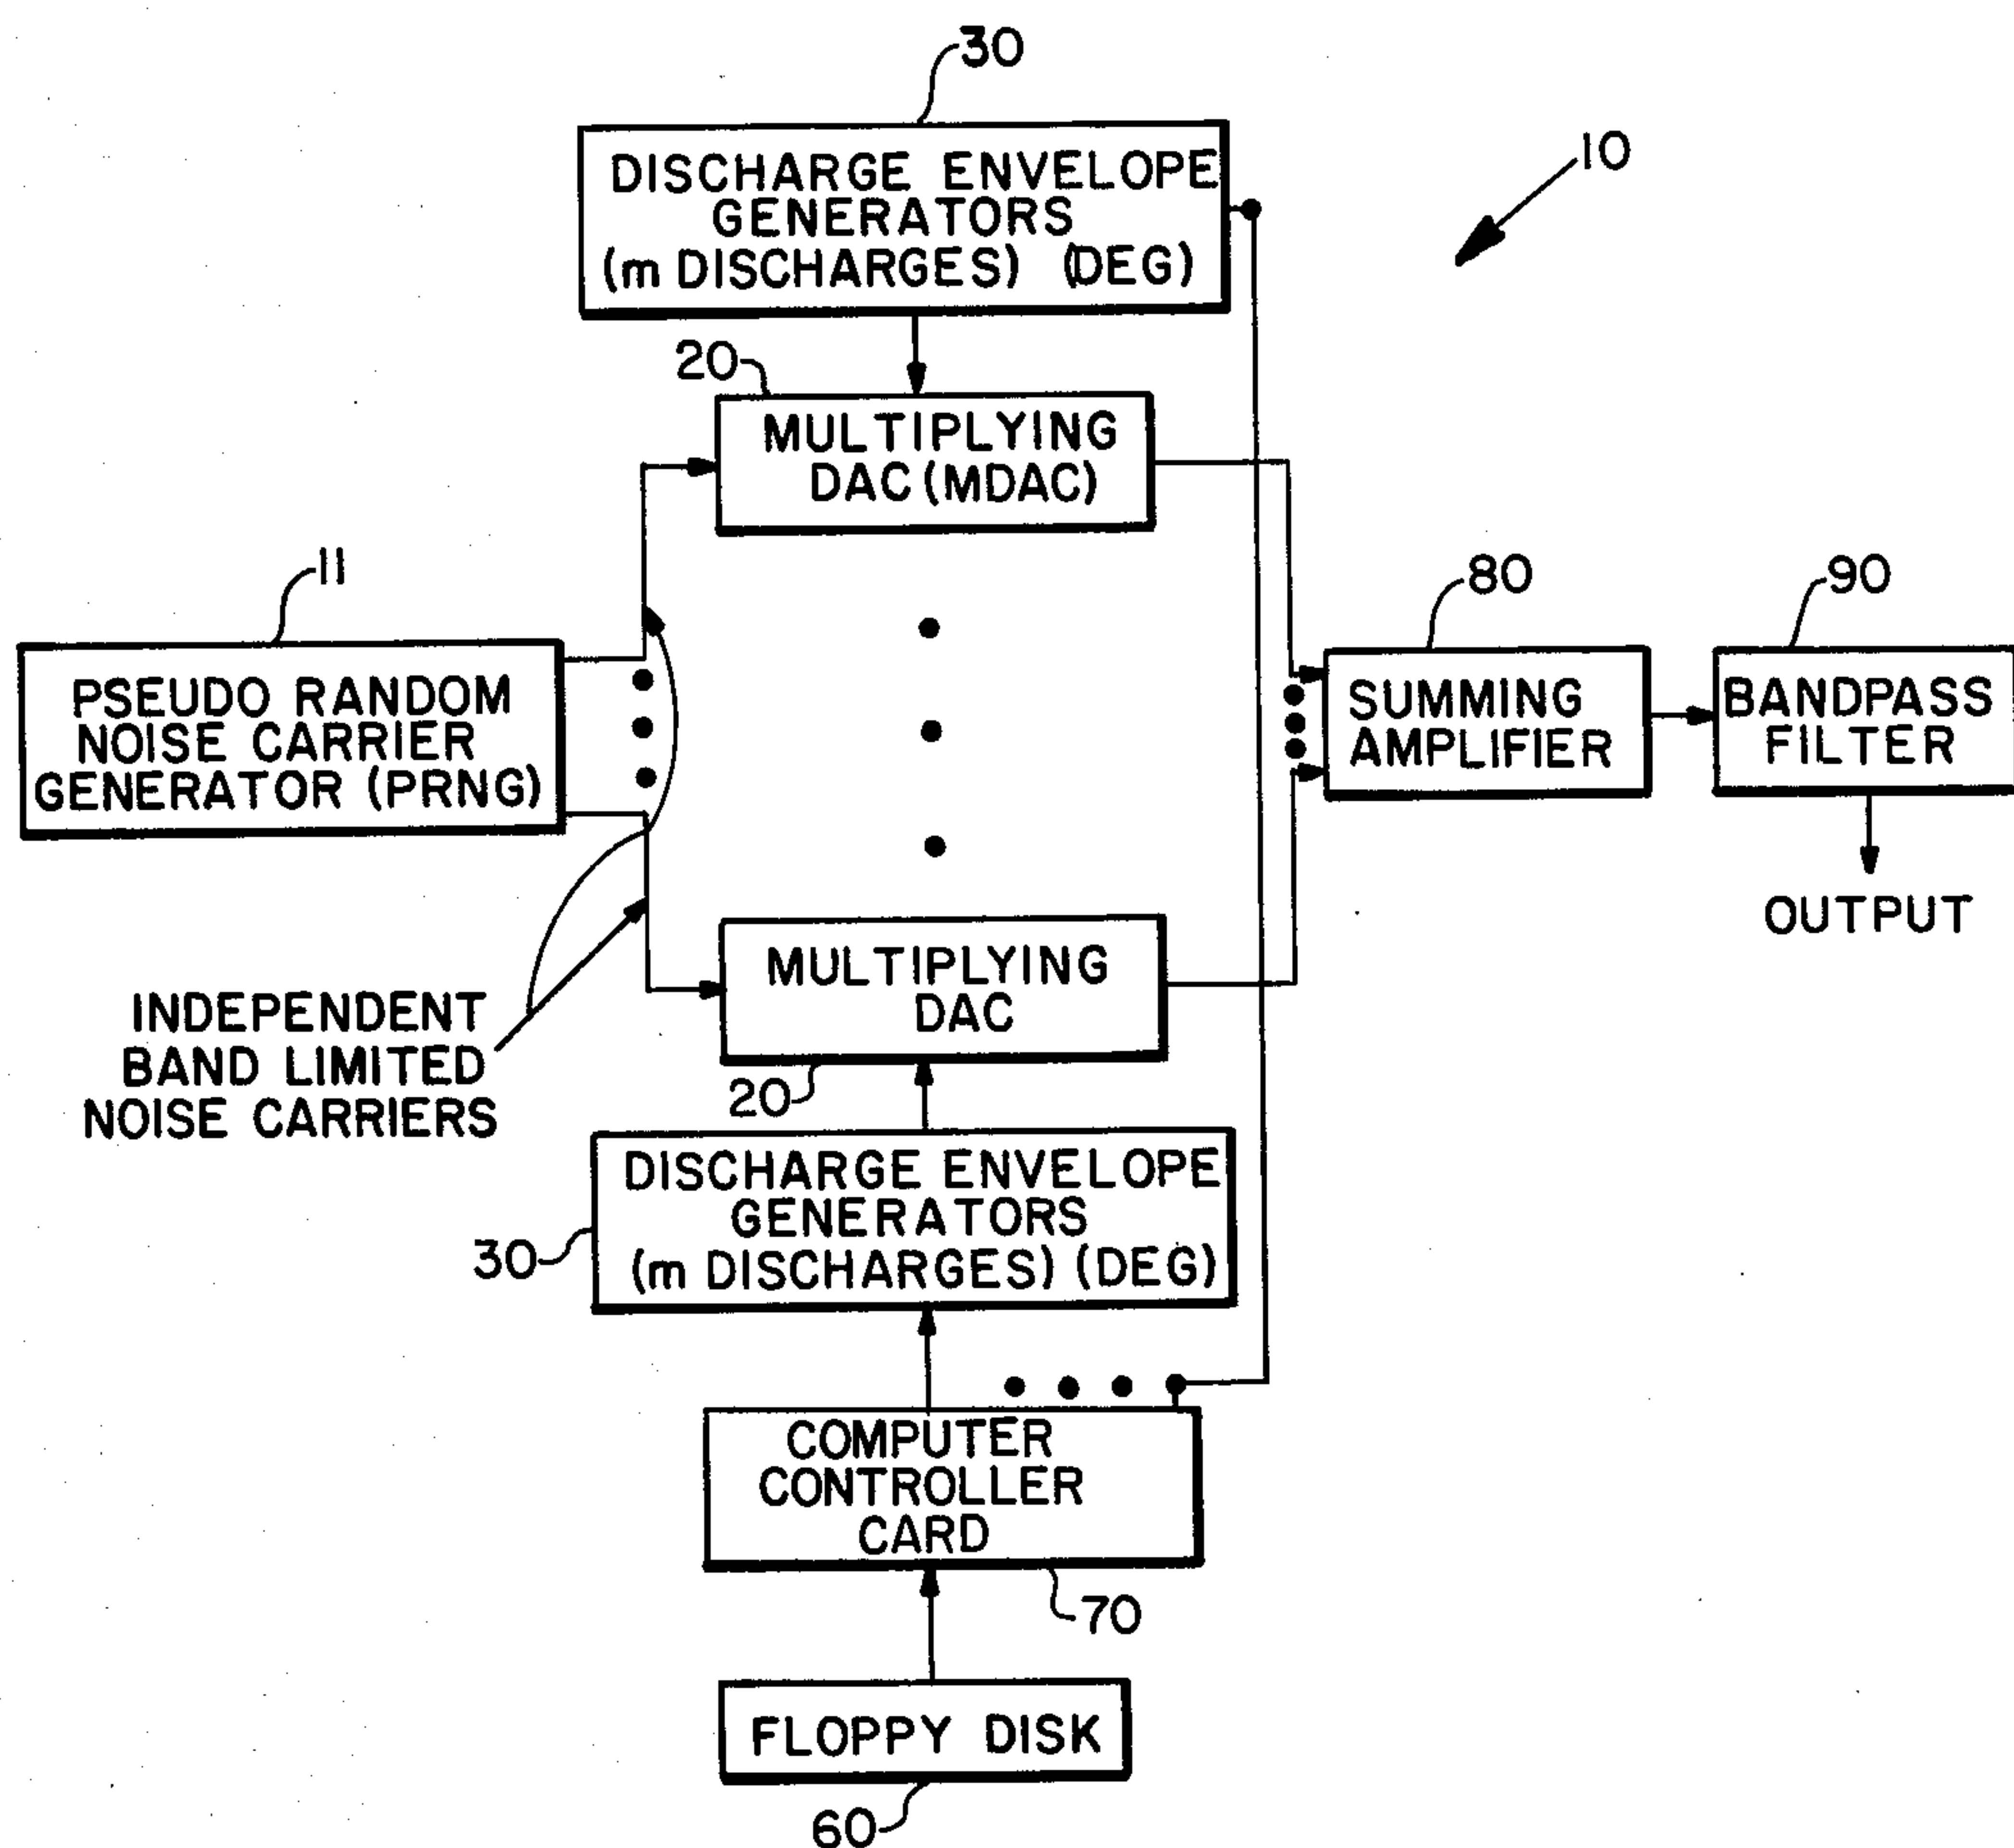 30
DISCHARGE ENVELOPE
GENERATORS
(m DISCHARGES) (DEG)
10
20
MULTIPLYING
DAC (MDAC)
11
PSEUDO RANDOM
NOISE CARRIER
GENERATOR (PRNG)
80
SUMMING
AMPLIFIER
90
BANDPASS
FILTER
OUTPUT
INDEPENDENT
BAND LIMITED
NOISE CARRIERS
MULTIPLYING
DAC
20
DISCHARGE ENVELOPE
GENERATORS
(m DISCHARGES) (DEG)
30
COMPUTER
CONTROLLER
CARD
70
FLOPPY DISK
60